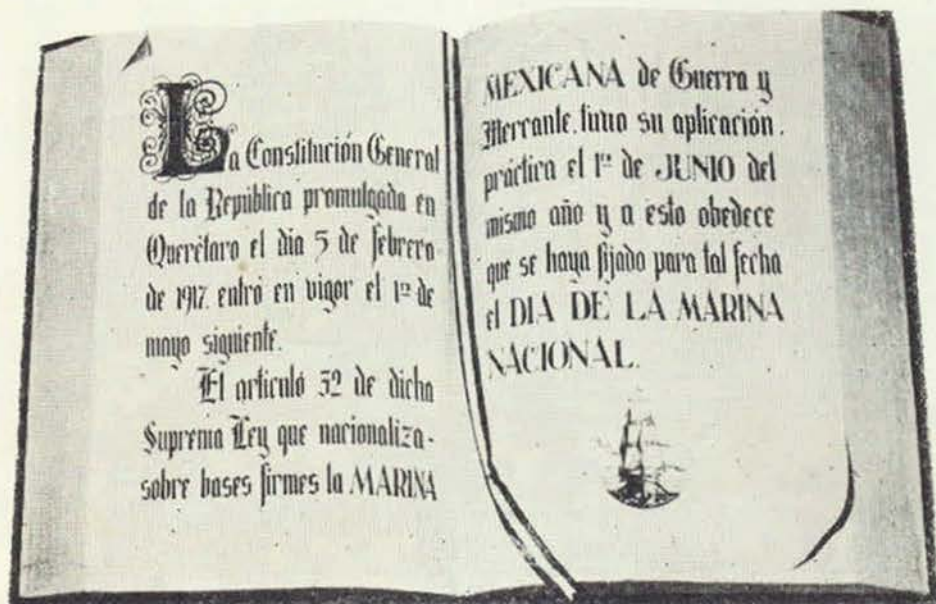 La Constitución General
de la República promulgada en
Querétaro el dia 5 de febrero
de 1917. entró en vigor el 1º de
mayo siguiente.
El articuló 32 de dicha
Suprema Ley que nacionaliza-
sobre bases firmes la MARINA
MEXICANA de Guerra y
Mercante, tuvo su aplicación.
práctica el 1º de JUNIO del
mismo año y a esto obedece
que se haya fijado para tal fecha
el DIA DE LA MARINA
NACIONAL.